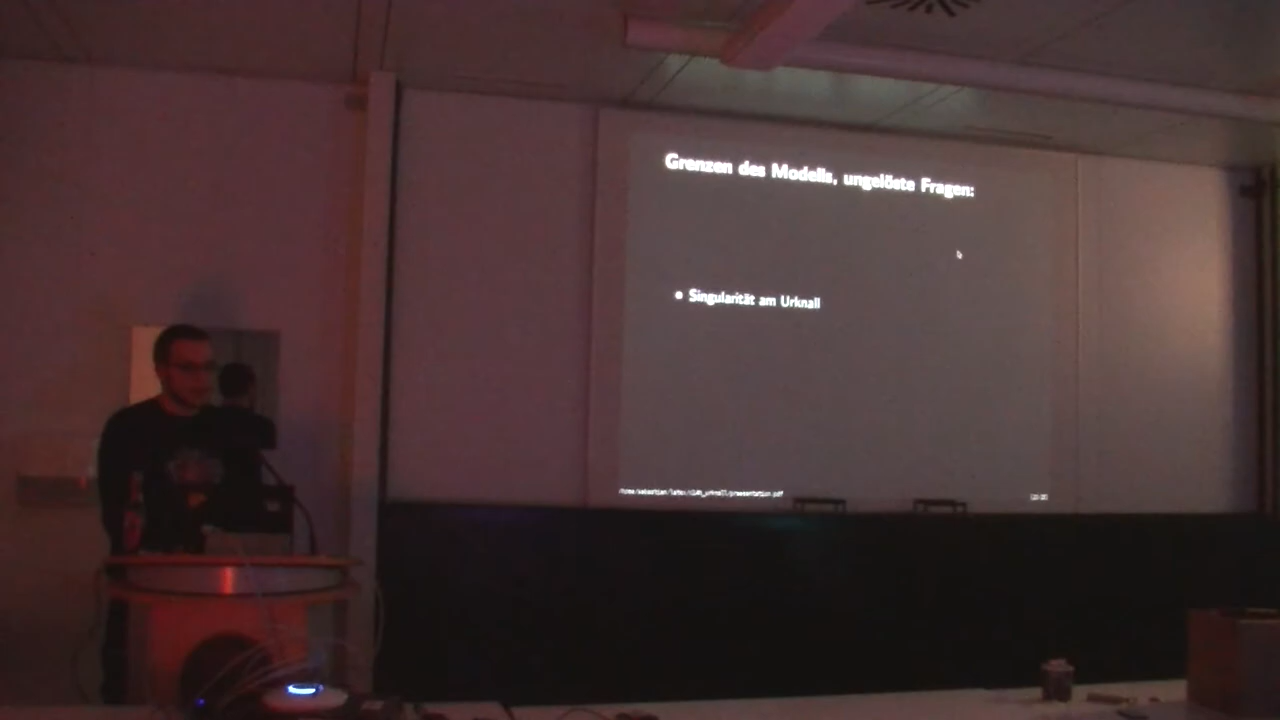 Grenzen des Modells, ungelöste Fragen:
• Singularität am Urknall